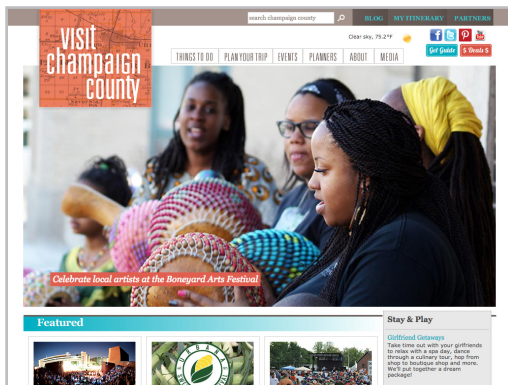 search champaign county
BLOG MY ITINERARY PARTNERS
visit
champaign
county
Clear sky, 75.2°F
Get Guide $ Deals $
THINGS TO DO PLAN YOUR TRIP EVENTS PLANNERS ABOUT MEDIA
Celebrate local artists at the Boneyard Arts Festival
Featured
Stay & Play
Girlfriend Getaways
Take time out with your girlfriends
to relax with a spa day, dance
through a culinary tour, hop from
shop to boutique shop and more.
We'll put together a dream
package!